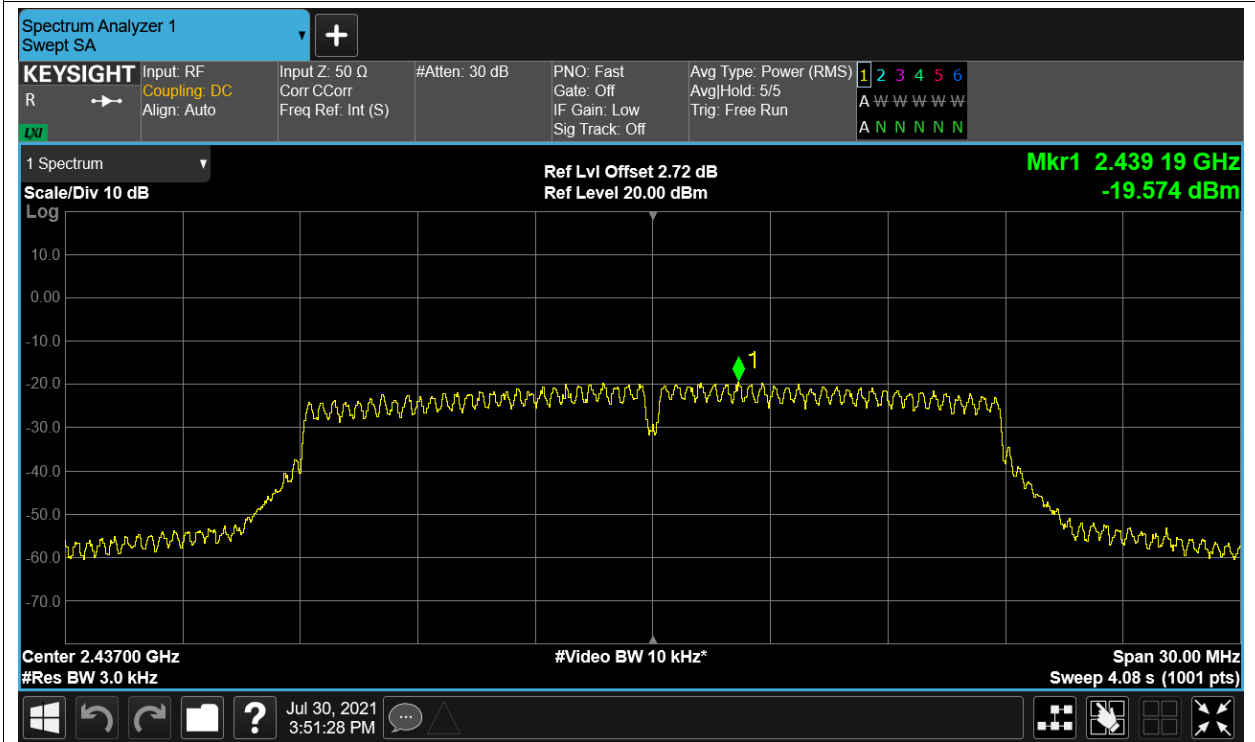 Spectrum Analyzer 1
Swept SA
+
KEYSIGHT
R
LXI
Input: RF
Coupling: DC
Align: Auto
Input Z: 50 Ω
Corr CCorr
Freq Ref: Int (S)
#Atten: 30 dB
PNO: Fast
Gate: Off
IF Gain: Low
Sig Track: Off
Avg Type: Power (RMS)
Avg|Hold: 5/5
Trig: Free Run
1 2 3 4 5 6
A W W W W W
A N N N N N
1 Spectrum
Scale/Div 10 dB
Log
Ref Lvl Offset 2.72 dB
Ref Level 20.00 dBm
Mkr1 2.439 19 GHz
-19.574 dBm
10.0
0.00
-10.0
-20.0
-30.0
-40.0
-50.0
-60.0
-70.0
1
Center 2.43700 GHz
#Res BW 3.0 kHz
#Video BW 10 kHz*
Span 30.00 MHz
Sweep 4.08 s (1001 pts)
?
Jul 30, 2021
3:51:28 PM